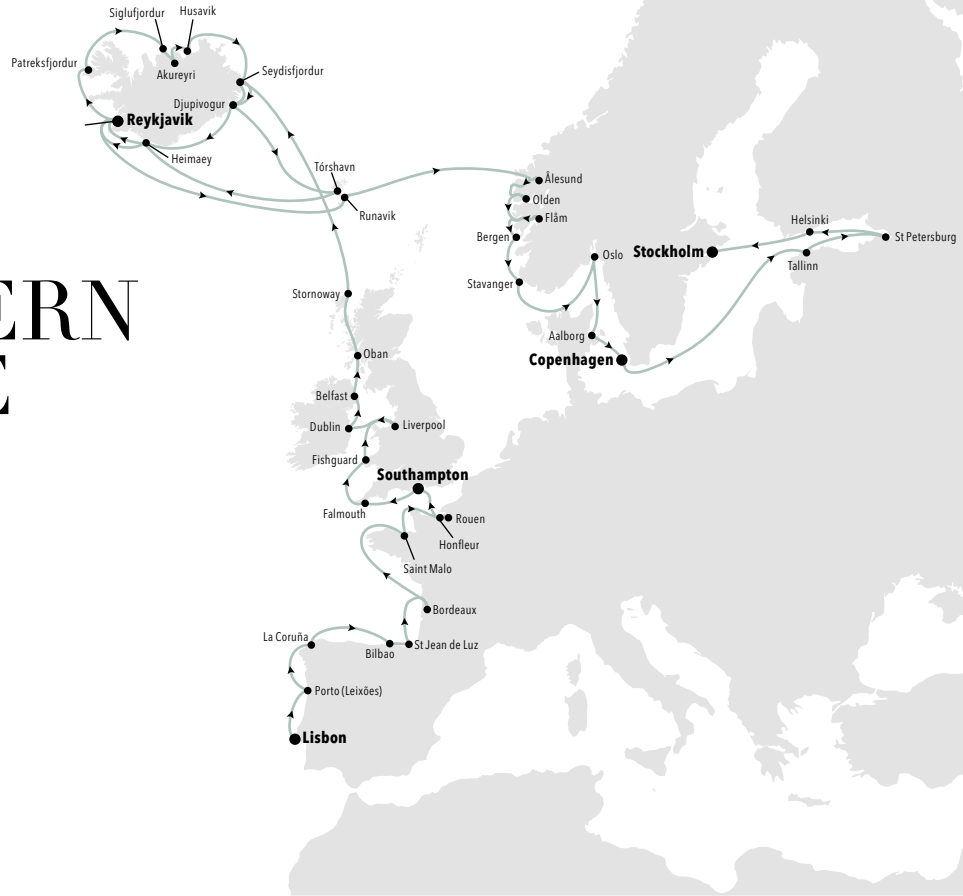 Siglufjordur
Husavik
Patreksfjordur
Akureyri
Seydisfjordur
Djupivogur
Reykjavik
Heimaey
Tórshavn
Runavik
Ålesund
Olden
Flåm
Bergen
Stavanger
Oslo
Stockholm
Helsinki
St Petersburg
Tallinn
ERN
E
Stornoway
Aalborg
Copenhagen
Oban
Belfast
Dublin
Liverpool
Fishguard
Southampton
Falmouth
Rouen
Honfleur
Saint Malo
Bordeaux
La Coruña
Bilbao
St Jean de Luz
Porto (Leixões)
Lisbon